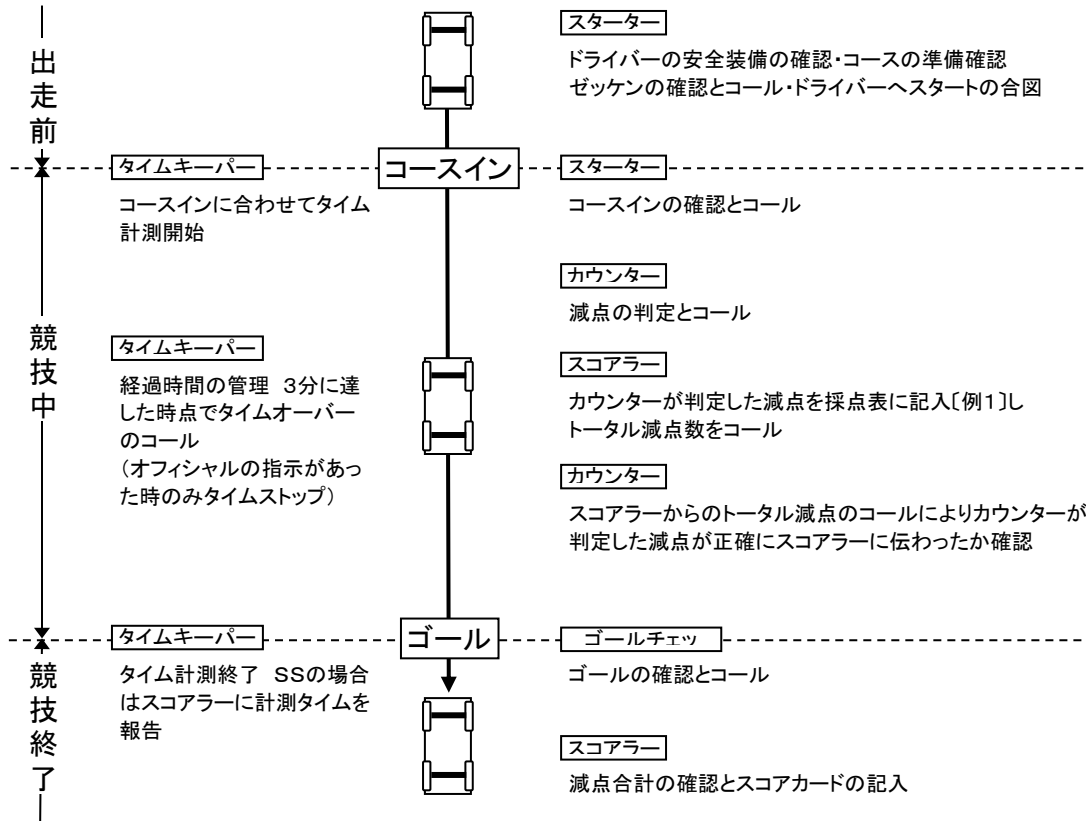 出走前
スターター
ドライバーの安全装備の確認・コースの準備確認
ゼッケンの確認とコール・ドライバーへスタートの合図
タイムキーパー
コースイン
スターター
コースインに合わせてタイム
計測開始
コースインの確認とコール
競技中
カウンター
減点の判定とコール
タイムキーパー
経過時間の管理 3分に達
した時点でタイムオーバー
のコール
(オフィシャルの指示があっ
た時のみタイムストップ)
スコアラー
カウンターが判定した減点を採点表に記入〔例1〕し
トータル減点数をコール
カウンター
スコアラーからのトータル減点のコールによりカウンターが
判定した減点が正確にスコアラーに伝わったか確認
タイムキーパー
ゴール
ゴールチェッ
競技終了
タイム計測終了 SSの場合
はスコアラーに計測タイムを
報告
ゴールの確認とコール
スコアラー
減点合計の確認とスコアカードの記入